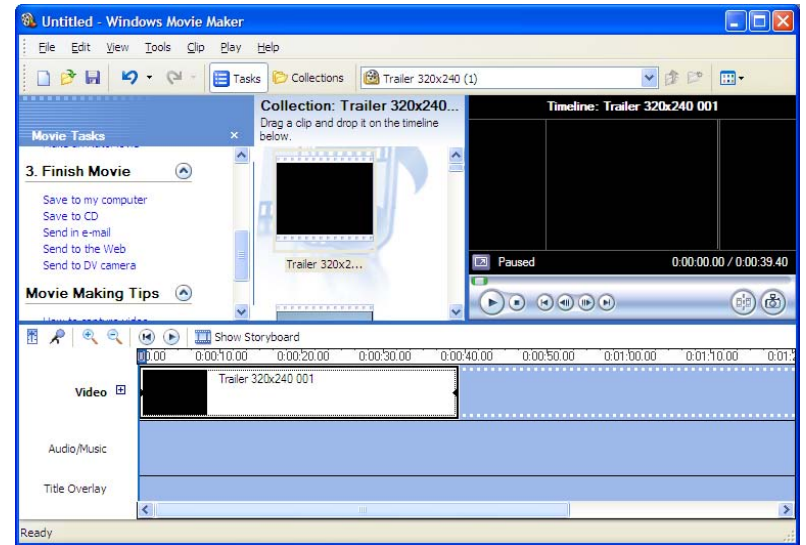 Untitled - Windows Movie Maker
File Edit View Tools Clip Play Help
Tasks Collections Trailer 320x240 (1)
Movie Tasks ×
3. Finish Movie
Save to my computer
Save to CD
Send in e-mail
Send to the Web
Send to DV camera
Movie Making Tips
Collection: Trailer 320x240...
Drag a clip and drop it on the timeline
below.
Trailer 320x2...
Timeline: Trailer 320x240 001
Paused 0:00:00.00 / 0:00:39.40
Show Storyboard
00.00 0:00:10.00 0:00:20.00 0:00:30.00 0:00:40.00 0:00:50.00 0:01:00.00 0:01:10.00 0:01:
Video
Trailer 320x240 001
Audio/Music
Title Overlay
Ready